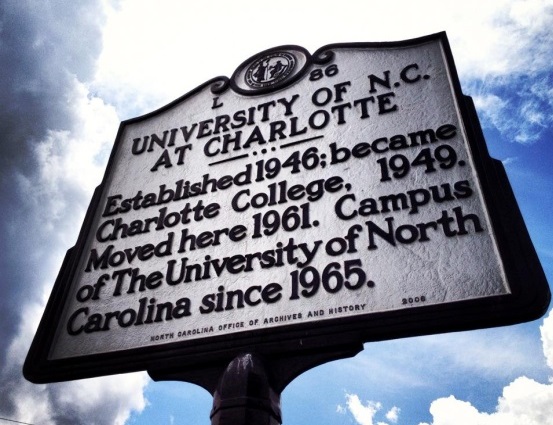 L 86
UNIVERSITY OF N.C.
AT CHARLOTTE
Established 1946; became
Charlotte College, 1949.
Moved here 1961. Campus
of The University of North
Carolina since 1965.
NORTH CAROLINA OFFICE OF ARCHIVES AND HISTORY 2008